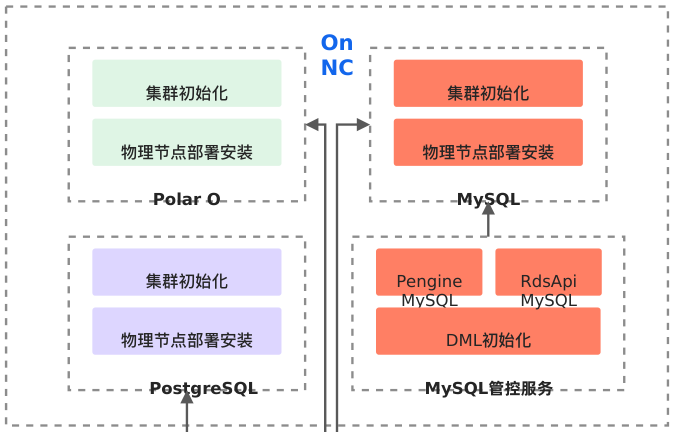 On
NC
集群初始化
物理节点部署安装
Polar O
集群初始化
物理节点部署安装
MySQL
集群初始化
物理节点部署安装
PostgreSQL
Pengine
MySQL
RdsApi
MySQL
DML初始化
MySQL管控服务